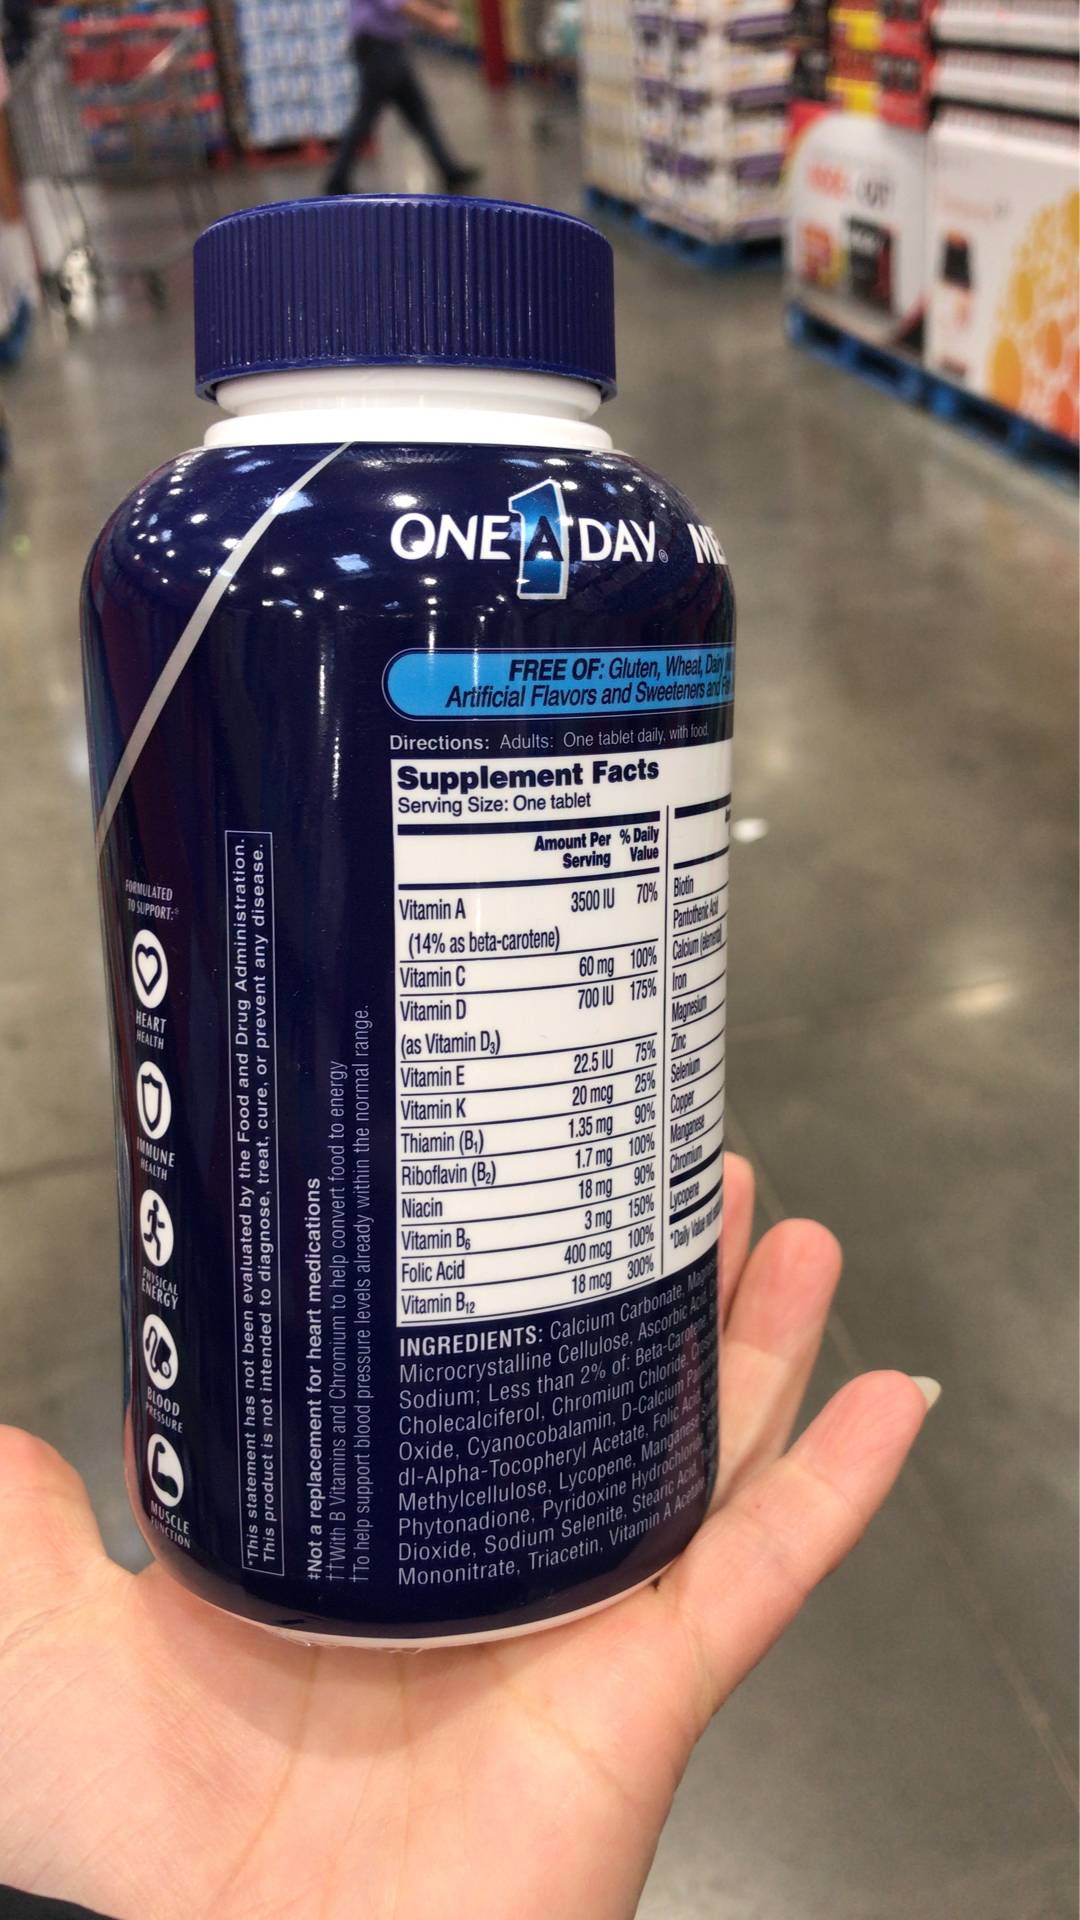 ONE A DAY® ME
FREE OF: Gluten, Wheat, Dairy
Artificial Flavors and Sweeteners and
Directions: Adults: One tablet daily, with food.
Supplement Facts
Serving Size: One tablet
Amount Per Serving % Daily Value
Vitamin A 3500 IU 70%
(14% as beta-carotene)
Vitamin C 60 mg 100%
Vitamin D 700 IU 175%
(as Vitamin D3)
Vitamin E 22.5 IU 75%
Vitamin K 20 mcg 25%
Thiamin (B1) 1.35 mg 90%
Riboflavin (B2) 1.7 mg 100%
Niacin 18 mg 90%
Vitamin B6 3 mg 150%
Folic Acid 400 mcg 100%
Vitamin B12 18 mcg 300%
Biotin
Pantothenic Acid
Calcium (elemental)
Iron
Magnesium
Zinc
Selenium
Copper
Manganese
Chromium
Lycopene
*Daily Value not
INGREDIENTS: Calcium Carbonate,
Microcrystalline Cellulose, Ascorbic Acid,
Sodium; Less than 2% of: Beta-Carotene,
Cholecalciferol, Chromium Chloride,
Oxide, Cyanocobalamin, D-Calcium
dl-Alpha-Tocopheryl Acetate, Folic Acid,
Methylcellulose, Lycopene, Manganese
Phytonadione, Pyridoxine Hydrochloride,
Dioxide, Sodium Selenite, Stearic Acid,
Mononitrate, Triacetin, Vitamin A Acetate
FORMULATED
TO SUPPORT:*
HEART
HEALTH
IMMUNE
HEALTH
PHYSICAL
ENERGY
BLOOD
PRESSURE
MUSCLE
FUNCTION
*This statement has not been evaluated by the Food and Drug Administration.
This product is not intended to diagnose, treat, cure, or prevent any disease.
‡Not a replacement for heart medications
††With B Vitamins and Chromium to help convert food to energy
†To help support blood pressure levels already within the normal range.